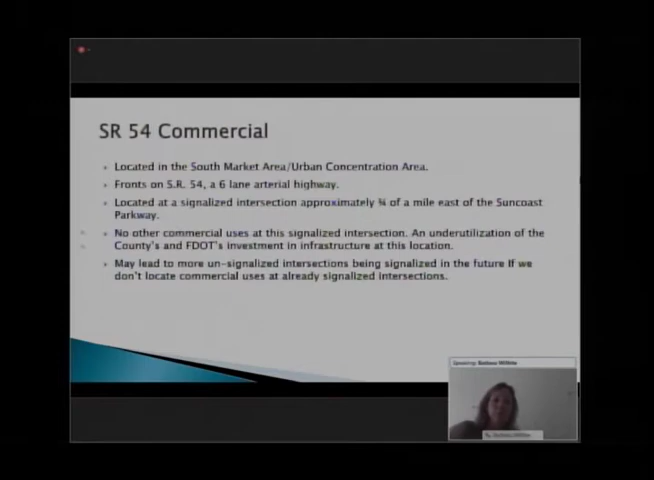 SR 54 Commercial
Located in the South Market Area/Urban Concentration Area.
Fronts on S.R. 54, a 6 lane arterial highway.
Located at a signalized intersection approximately ¾ of a mile east of the Suncoast
Parkway.
No other commercial uses at this signalized intersection. An underutilization of the
County's and FDOT's investment in infrastructure at this location.
May lead to more un-signalized intersections being signalized in the future If we
don't locate commercial uses at already signalized intersections.
Speaking: Barbara